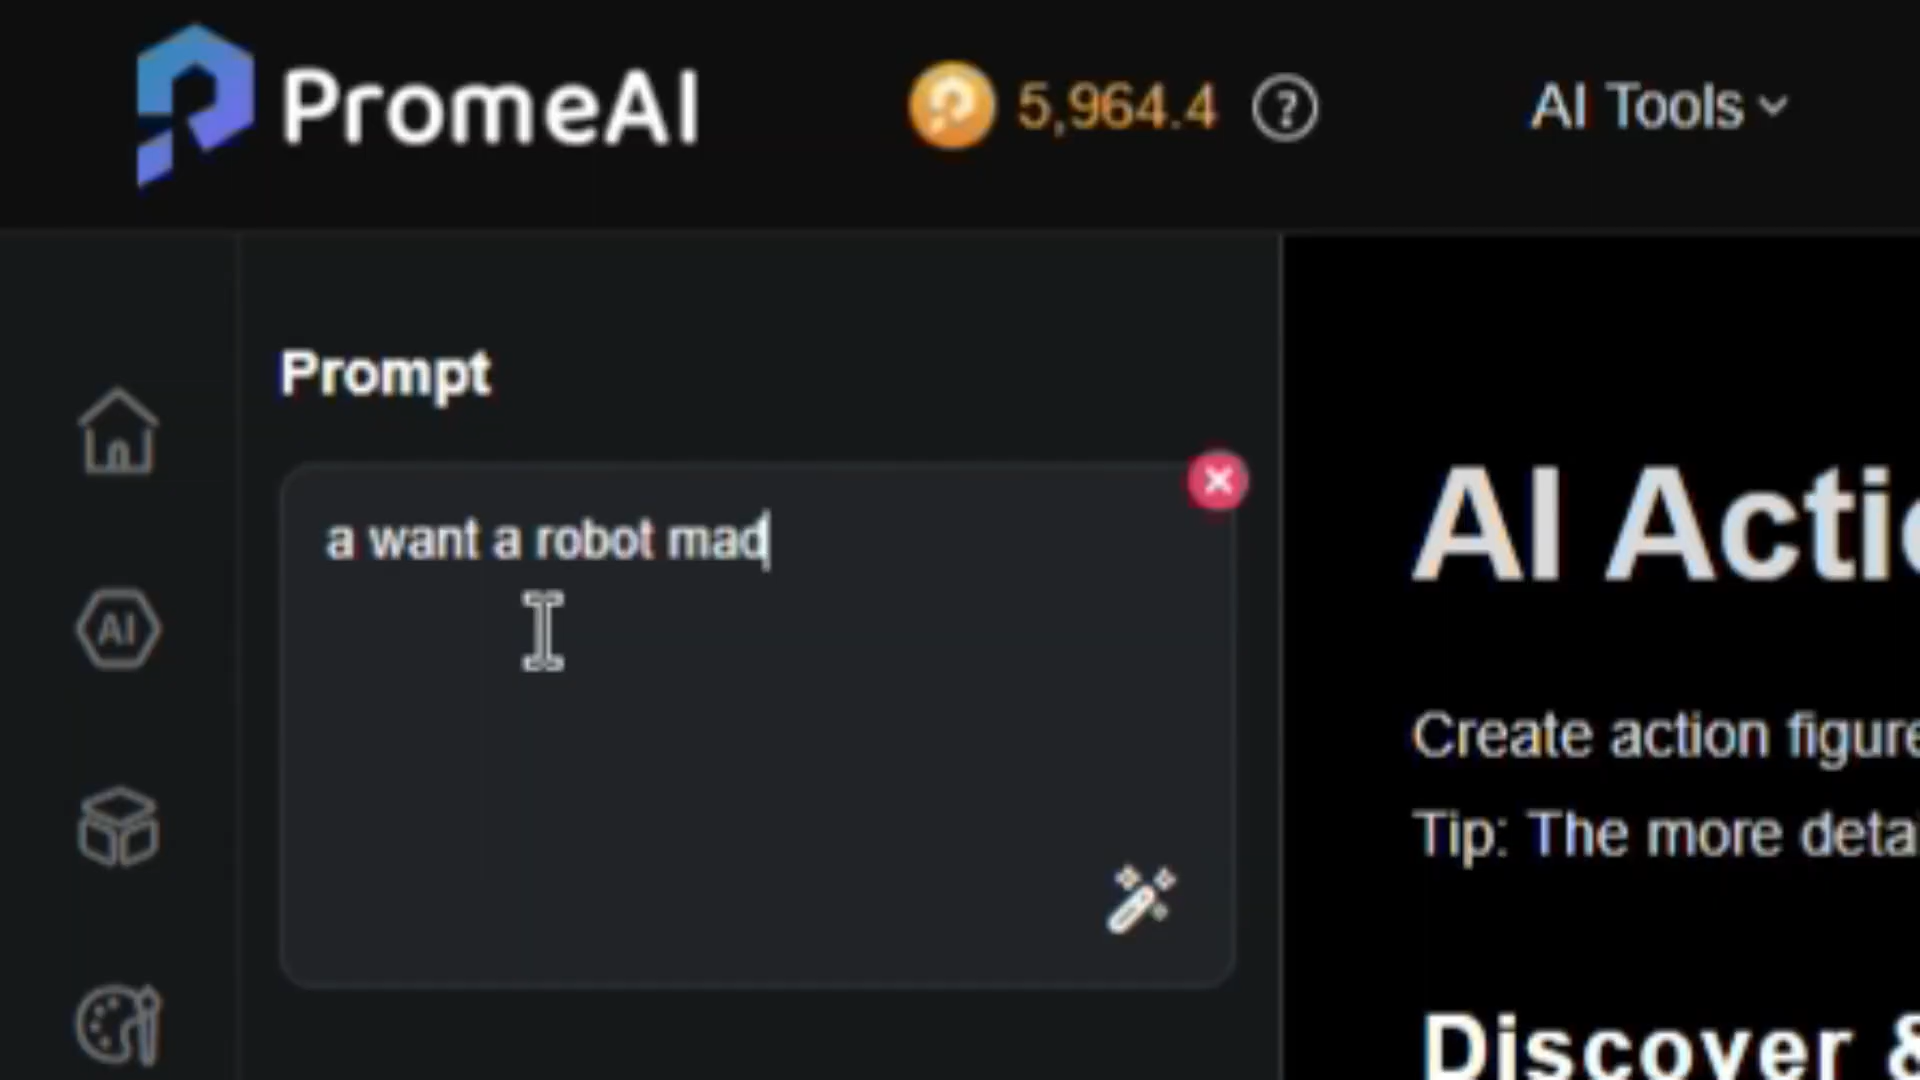 PromeAI
5,964.4
?
AI Tools
Prompt
a want a robot mad
AI
AI Acti
Create action figure
Tip: The more deta
Discover &